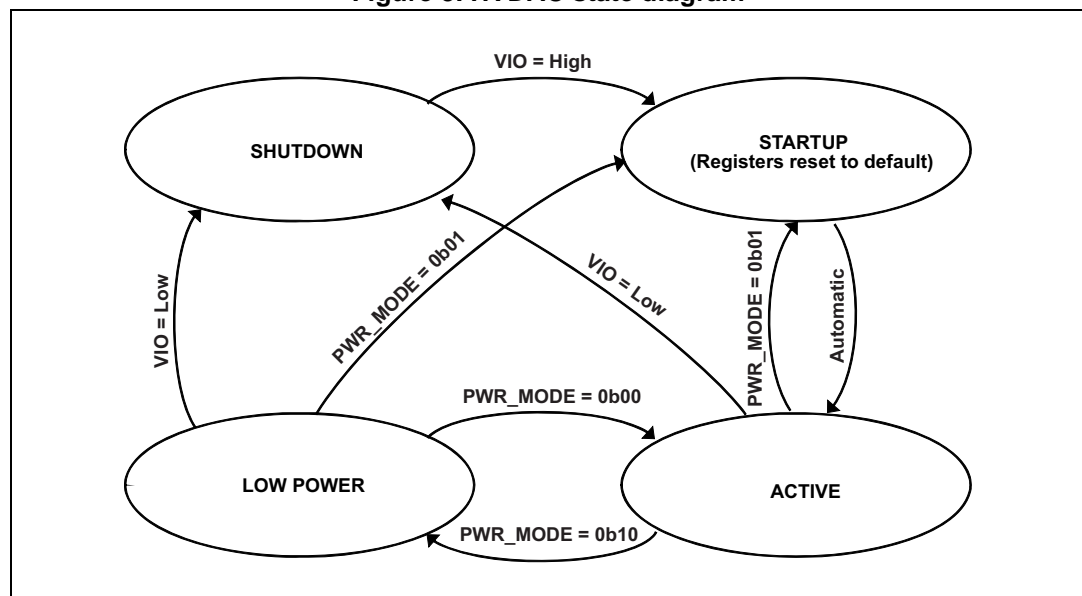 VIO = High
SHUTDOWN
STARTUP
(Registers reset to default)
VIO = Low
PWR_MODE = 0b01
VIO = Low
PWR_MODE = 0b01
Automatic
PWR_MODE = 0b00
LOW POWER
ACTIVE
PWR_MODE = 0b10